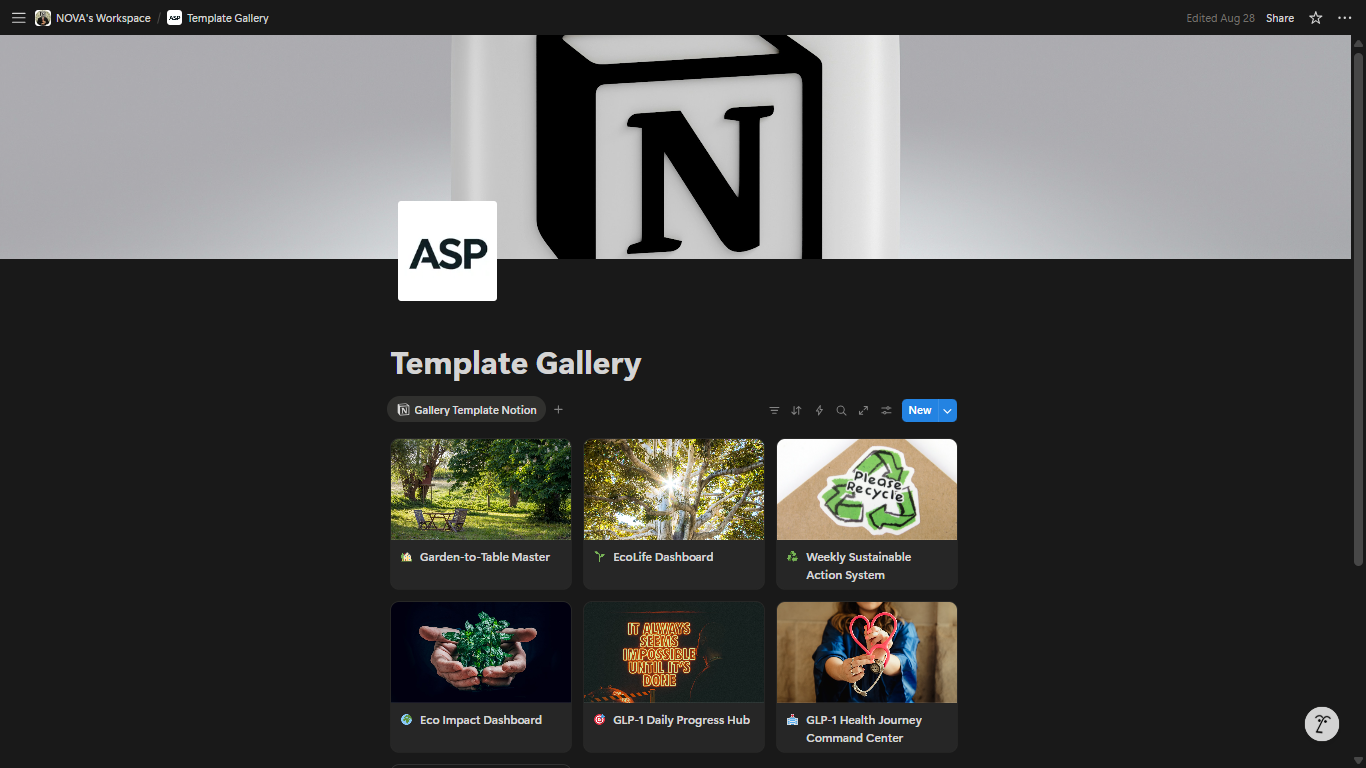 NOVA's Workspace / ASP Template Gallery
Edited Aug 28 Share
N
ASP
Template Gallery
N Gallery Template Notion
New
Please
Recycle
Garden-to-Table Master
EcoLife Dashboard
Weekly Sustainable
Action System
IT ALWAYS
SEEMS
IMPOSSIBLE
UNTIL IT'S
DONE
Eco Impact Dashboard
GLP-1 Daily Progress Hub
GLP-1 Health Journey
Command Center